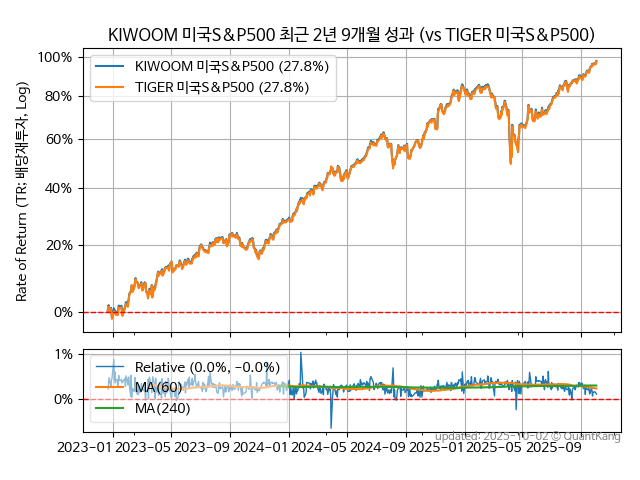 KIWOOM 미국S&P500 최근 2년 9개월 성과 (vs TIGER 미국S&P500)
Rate of Return (TR: 배당재투자, Log)
100%
80%
60%
40%
20%
0%
KIWOOM 미국S&P500 (27.8%)
TIGER 미국S&P500 (27.8%)
1%
0%
Relative (0.0%, −0.0%)
MA(60)
MA(240)
2023-01 2023-05 2023-09 2024-01 2024-05 2024-09 2025-01 2025-05 2025-09
updated: 2025-10-02 © QuantKang